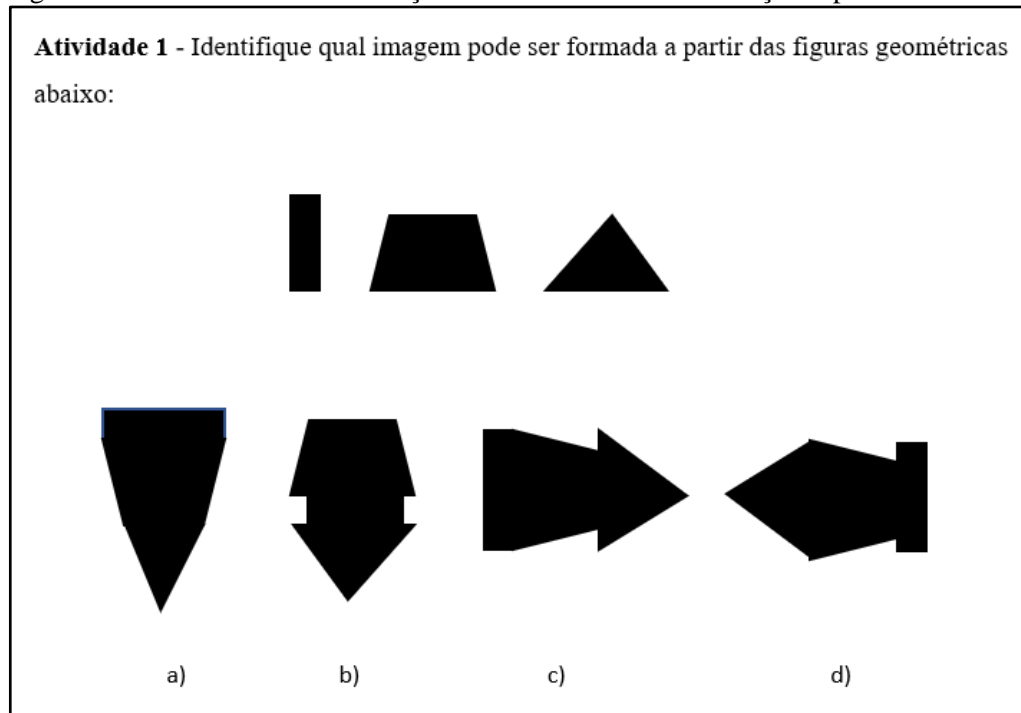 Atividade 1 - Identifique qual imagem pode ser formada a partir das figuras geométricas
abaixo:
a) b) c) d)